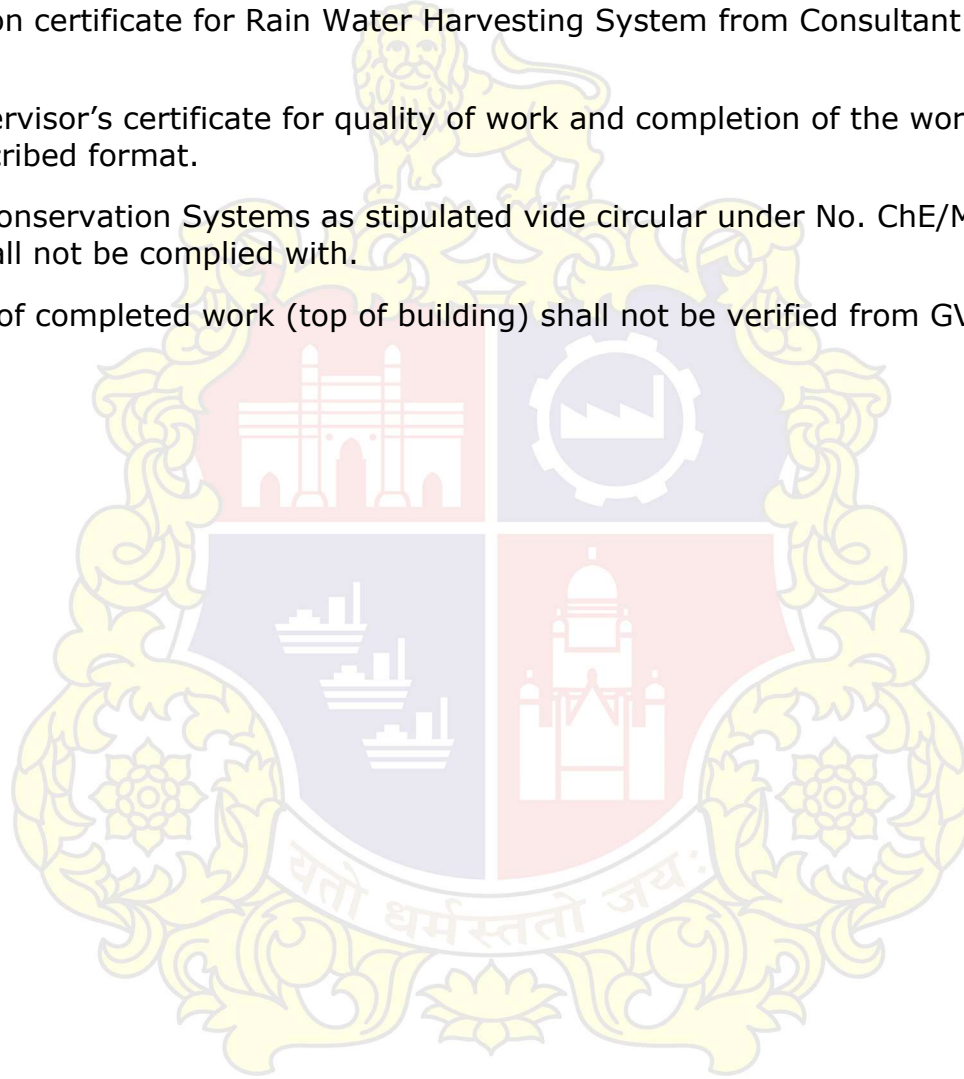 on certificate for Rain Water Harvesting System from Consultant
ervisor's certificate for quality of work and completion of the wor
cribed format.
onservation Systems as stipulated vide circular under No. ChE/M
all not be complied with.
of completed work (top of building) shall not be verified from GV
यतो धर्मस्ततो जय: